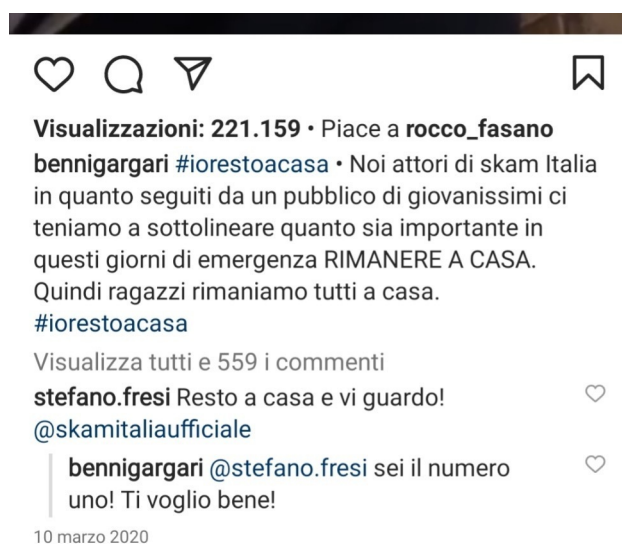 Visualizzazioni: 221.159 • Piace a rocco_fasano
bennigargari #iorestoacasa • Noi attori di skam Italia
in quanto seguiti da un pubblico di giovanissimi ci
teniamo a sottolineare quanto sia importante in
questi giorni di emergenza RIMANERE A CASA.
Quindi ragazzi rimaniamo tutti a casa.
#iorestoacasa
Visualizza tutti e 559 i commenti
stefano.fresi Resto a casa e vi guardo!
@skamitaliaufficiale
bennigargari @stefano.fresi sei il numero
uno! Ti voglio bene!
10 marzo 2020